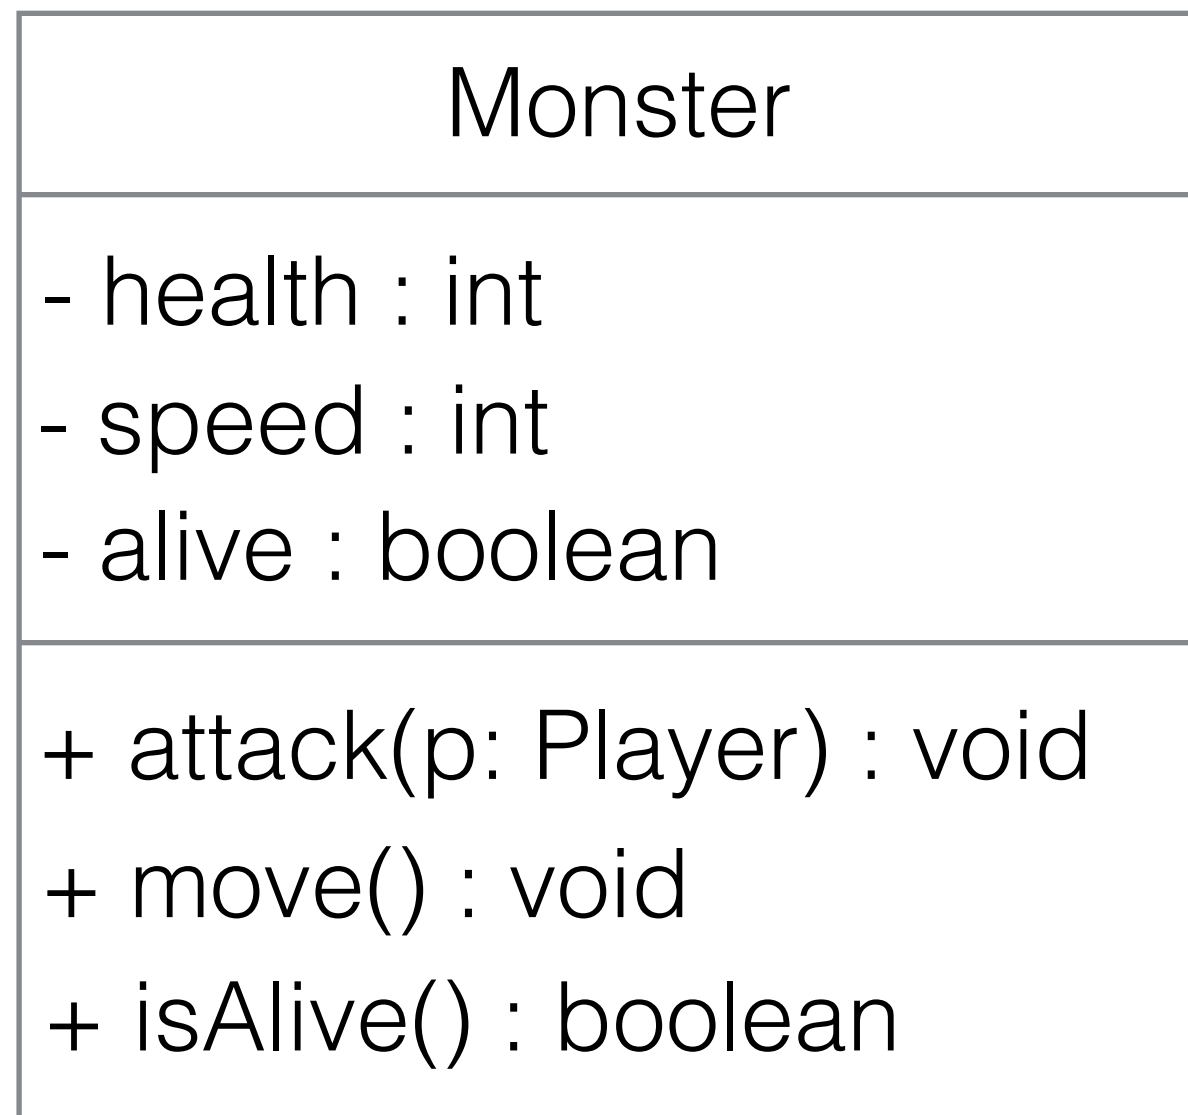 Monster
- health : int
- speed : int
- alive : boolean
+ attack(p: Player) : void
+ move() : void
+ isAlive() : boolean